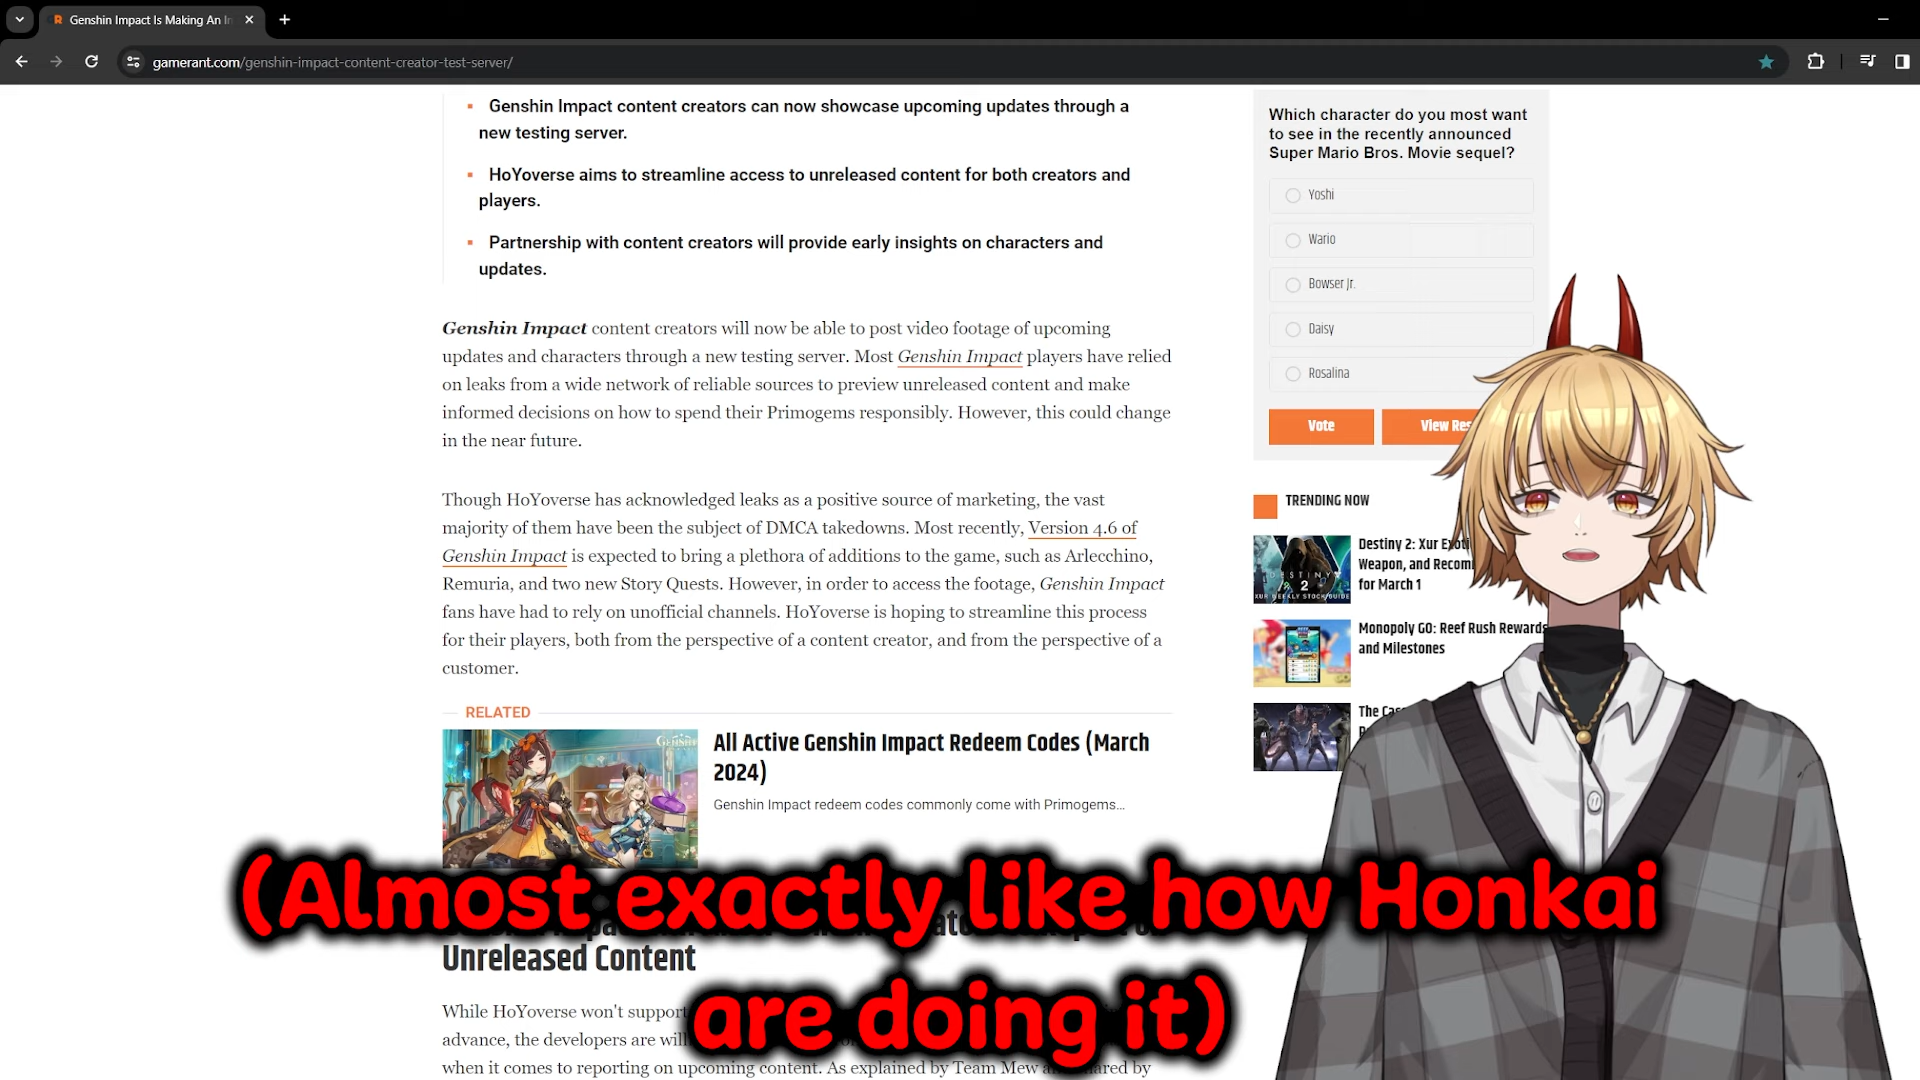 Genshin Impact Is Making An In
gamerant.com/genshin-impact-content-creator-test-server/
Genshin Impact content creators can now showcase upcoming updates through a
new testing server.
HoYoverse aims to streamline access to unreleased content for both creators and
players.
Partnership with content creators will provide early insights on characters and
updates.
Genshin Impact content creators will now be able to post video footage of upcoming
updates and characters through a new testing server. Most Genshin Impact players have relied
on leaks from a wide network of reliable sources to preview unreleased content and make
informed decisions on how to spend their Primogems responsibly. However, this could change
in the near future.
Though HoYoverse has acknowledged leaks as a positive source of marketing, the vast
majority of them have been the subject of DMCA takedowns. Most recently, Version 4.6 of
Genshin Impact is expected to bring a plethora of additions to the game, such as Arlecchino,
Remuria, and two new Story Quests. However, in order to access the footage, Genshin Impact
fans have had to rely on unofficial channels. HoYoverse is hoping to streamline this process
for their players, both from the perspective of a content creator, and from the perspective of a
customer.
RELATED
GENSHIN
All Active Genshin Impact Redeem Codes (March
2024)
Genshin Impact redeem codes commonly come with Primogems...
Unreleased Content
While HoYoverse won't support
advance, the developers are will
when it comes to reporting on upcoming content. As explained by Team Mew and shared by
Which character do you most want
to see in the recently announced
Super Mario Bros. Movie sequel?
Yoshi
Wario
Bowser Jr.
Daisy
Rosalina
Vote
View Res
TRENDING NOW
DESTINY
2
XUR WEEKLY STOCK GUIDE
Destiny 2: Xur Exoti
Weapon, and Recom
for March 1
Monopoly GO: Reef Rush Rewards
and Milestones
The Cas
(Almost exactly like how Honkai
are doing it)